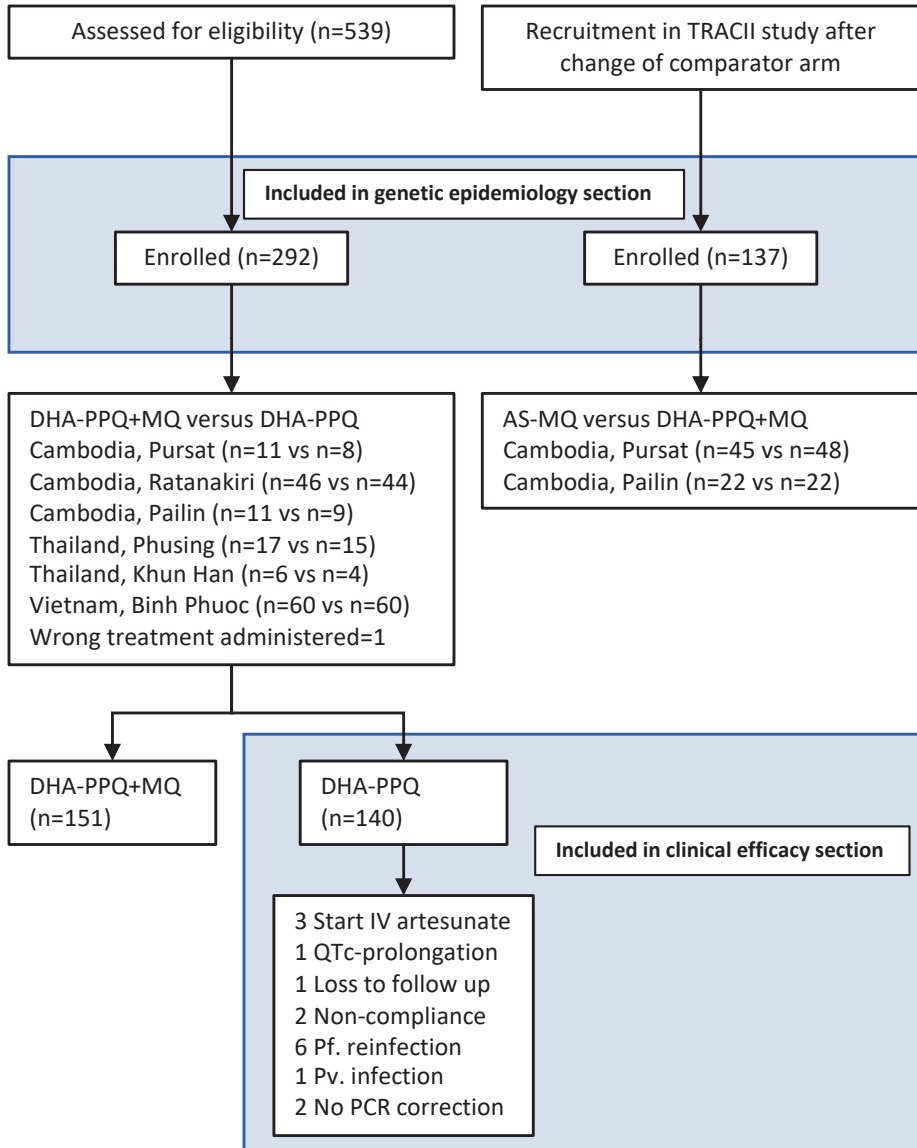 Assessed for eligibility (n=539)
Recruitment in TRACII study after
change of comparator arm
Included in genetic epidemiology section
Enrolled (n=292)
Enrolled (n=137)
DHA-PPQ+MQ versus DHA-PPQ
Cambodia, Pursat (n=11 vs n=8)
Cambodia, Ratanakiri (n=46 vs n=44)
Cambodia, Pailin (n=11 vs n=9)
Thailand, Phusing (n=17 vs n=15)
Thailand, Khun Han (n=6 vs n=4)
Vietnam, Binh Phuoc (n=60 vs n=60)
Wrong treatment administered=1
AS-MQ versus DHA-PPQ+MQ
Cambodia, Pursat (n=45 vs n=48)
Cambodia, Pailin (n=22 vs n=22)
DHA-PPQ+MQ
(n=151)
DHA-PPQ
(n=140)
Included in clinical efficacy section
3 Start IV artesunate
1 QTc-prolongation
1 Loss to follow up
2 Non-compliance
6 Pf. reinfection
1 Pv. infection
2 No PCR correction